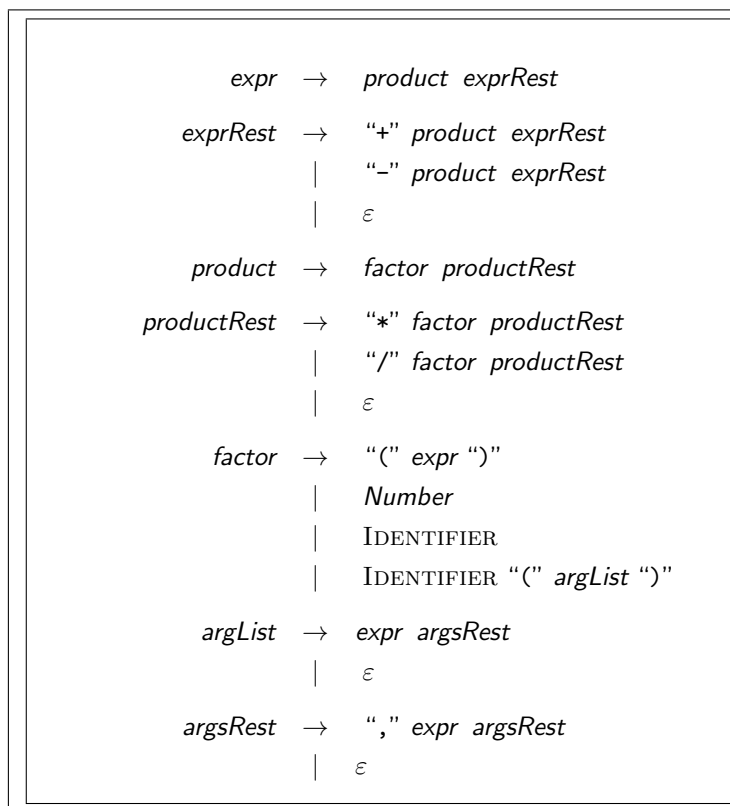 expr → product exprRest
exprRest → “+” product exprRest
| “-” product exprRest
| ε
product → factor productRest
productRest → “*” factor productRest
| “/” factor productRest
| ε
factor → “(” expr “)”
| Number
| IDENTIFIER
| IDENTIFIER “(” argList “)”
argList → expr argsRest
| ε
argsRest → “,” expr argsRest
| ε